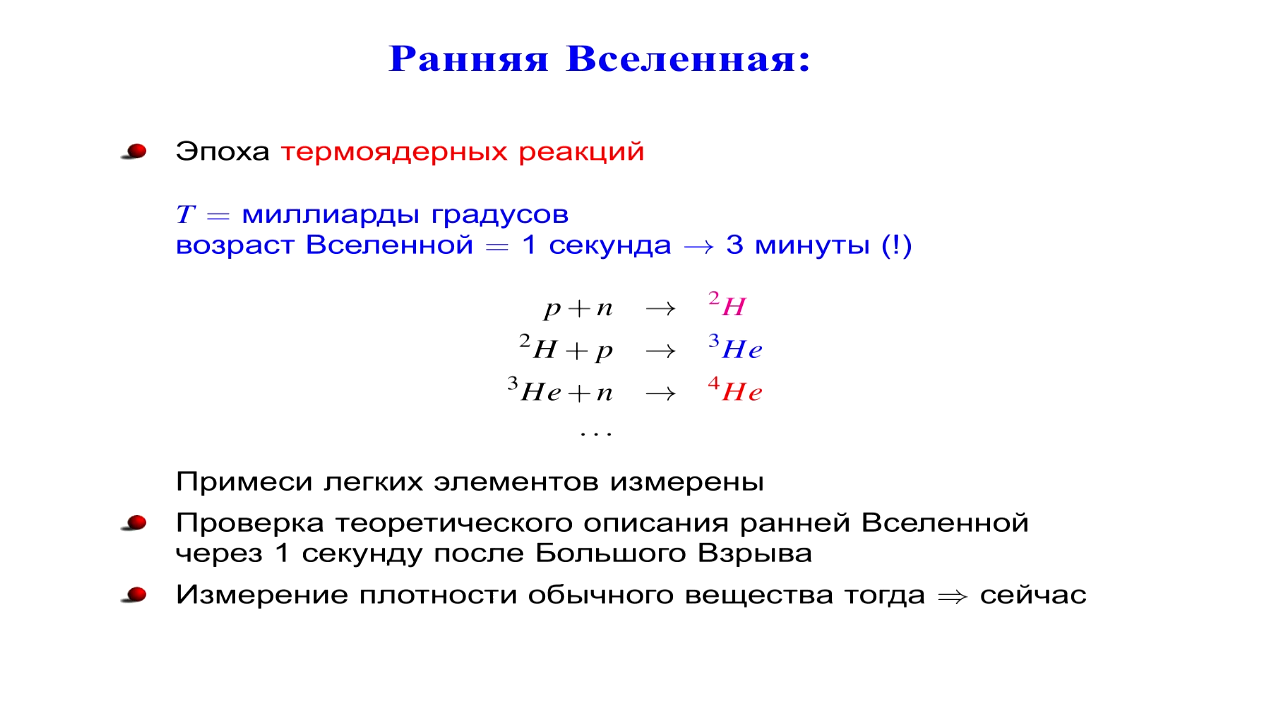 Ранняя Вселенная:
Эпоха термоядерных реакций
T = миллиарды градусов
возраст Вселенной = 1 секунда → 3 минуты (!)
p + n → ²H
²H + p → ³He
³He + n → ⁴He
...
Примеси легких элементов измерены
Проверка теоретического описания ранней Вселенной
через 1 секунду после Большого Взрыва
Измерение плотности обычного вещества тогда ⇒ сейчас